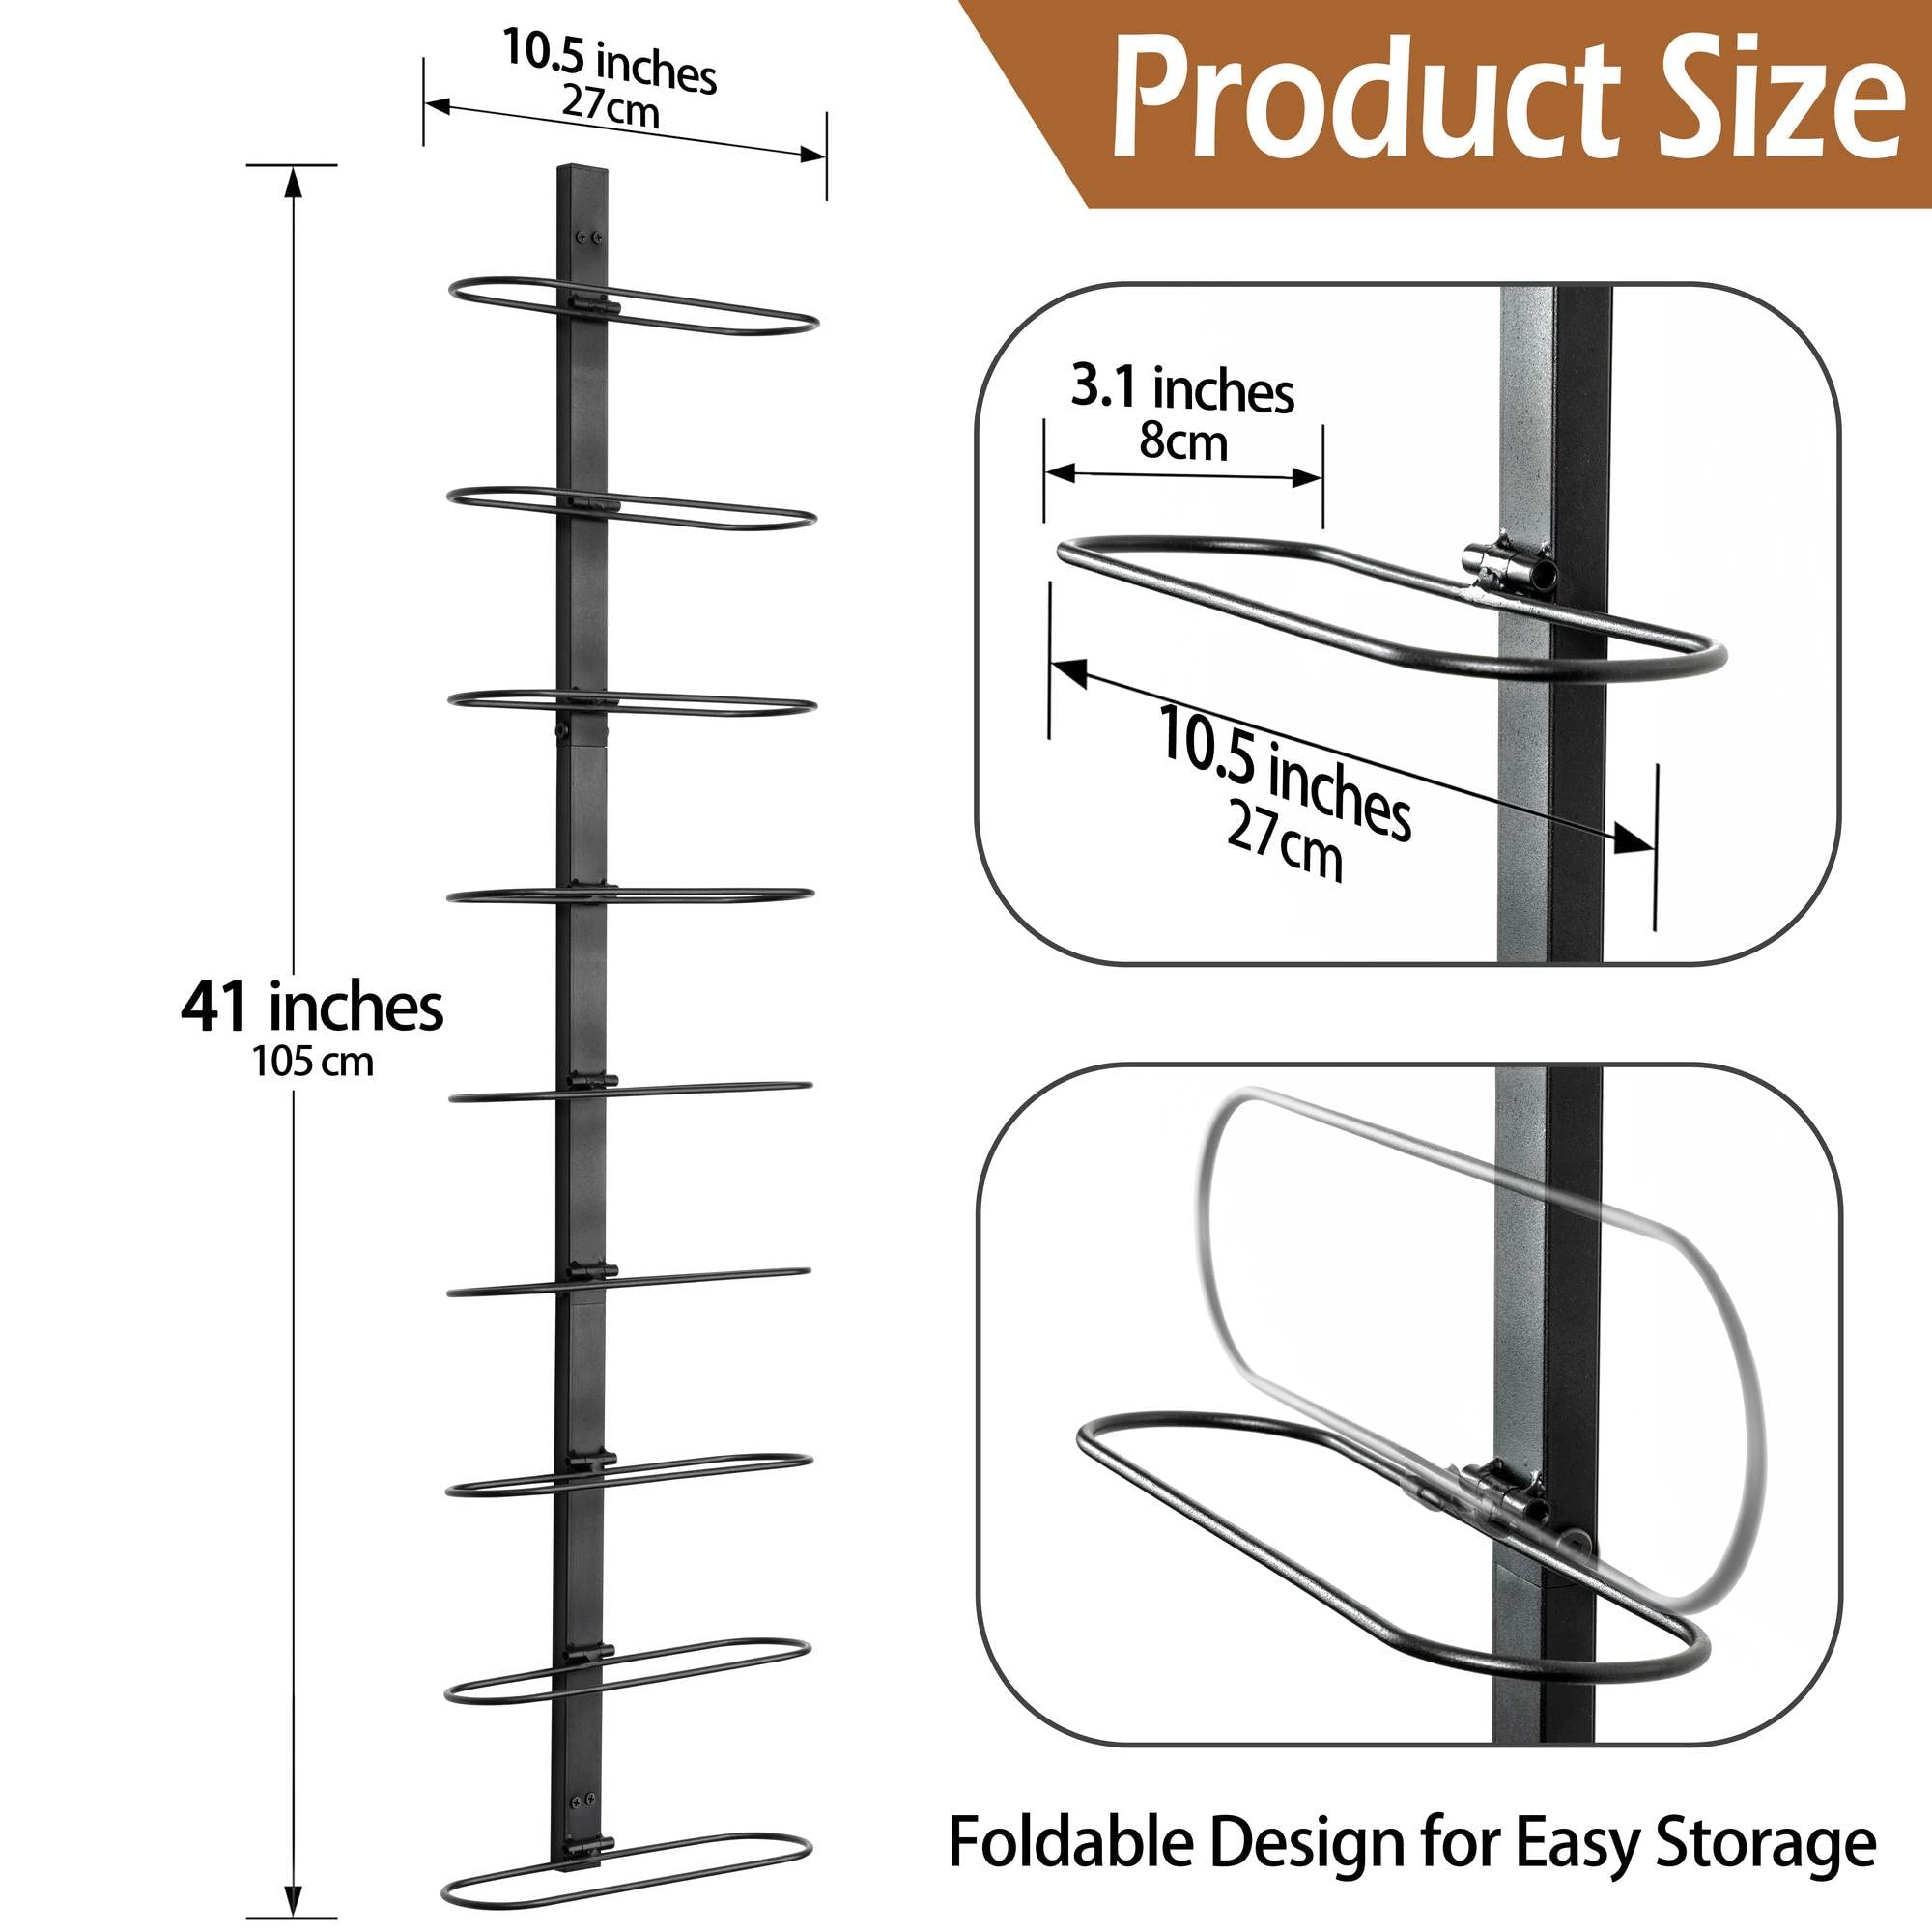 Product Size
10.5 inches
27cm
41 inches
105 cm
3.1 inches
8cm
10.5 inches
27cm
Foldable Design for Easy Storage